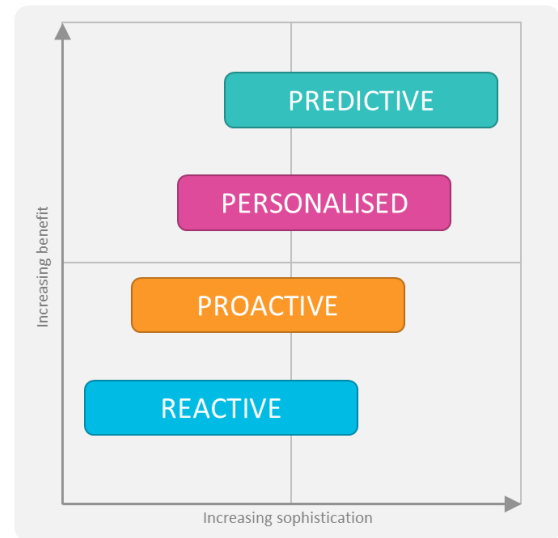 PREDICTIVE
PERSONALISED
PROACTIVE
REACTIVE
Increasing benefit
Increasing sophistication